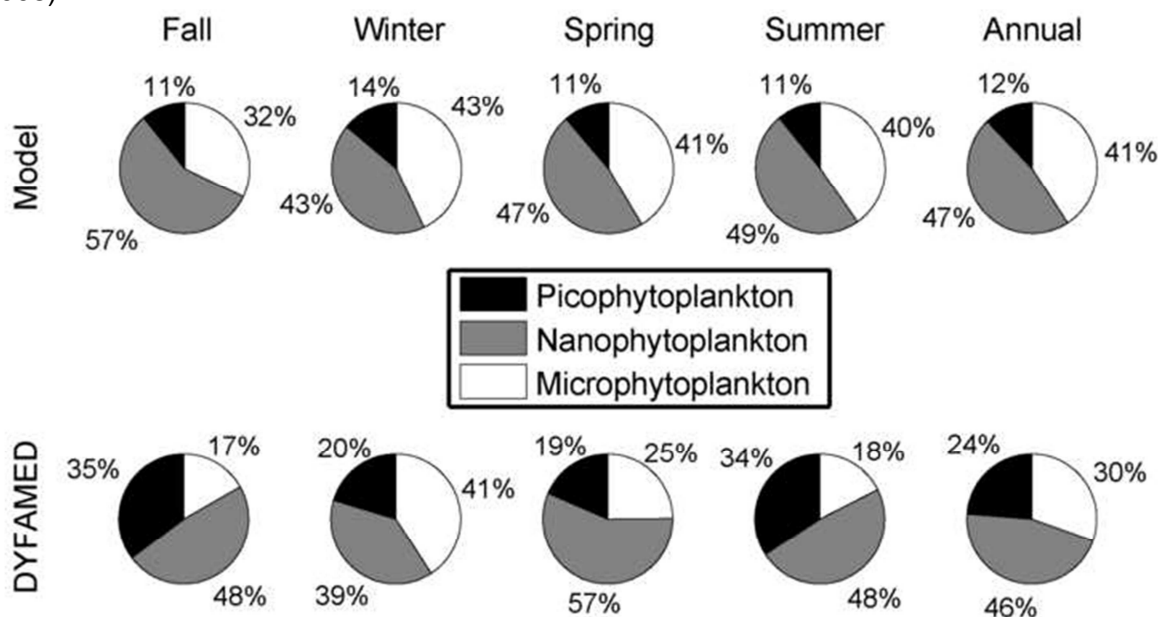 Fall Winter Spring Summer Annual
Model
11% 32% 57%
14% 43% 43%
11% 41% 47%
11% 40% 49%
12% 41% 47%
Picophytoplankton
Nanophytoplankton
Microphytoplankton
DYFAMED
35% 17% 48%
20% 41% 39%
19% 25% 57%
34% 18% 48%
24% 30% 46%